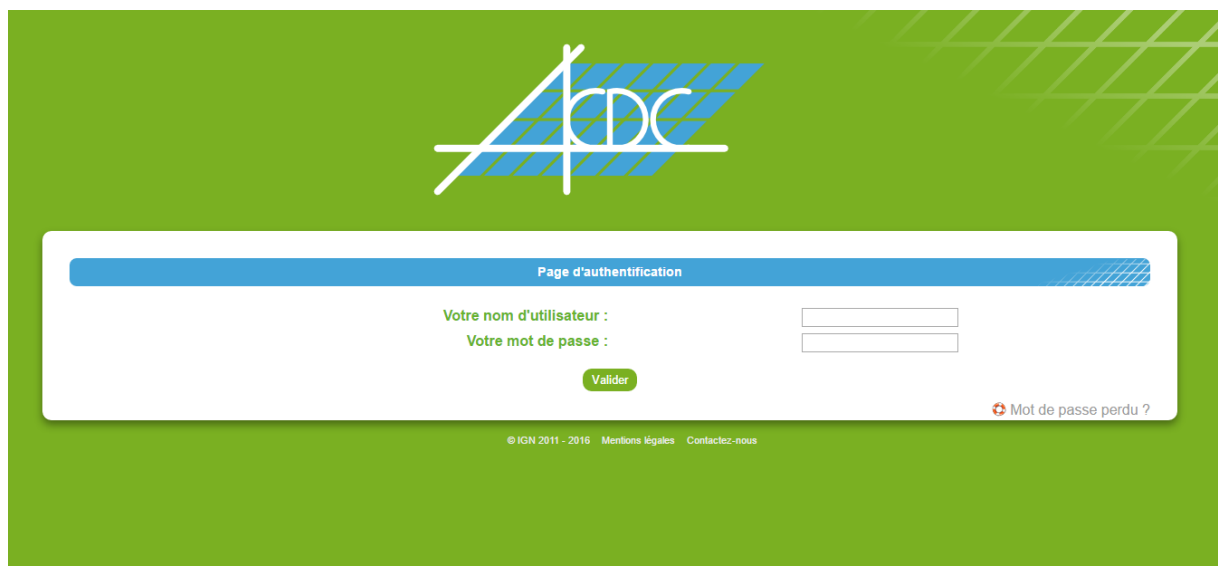 CDC
Page d'authentification
Votre nom d'utilisateur :
Votre mot de passe :
Valider
Mot de passe perdu ?
© IGN 2011 - 2016 Mentions légales Contactez-nous